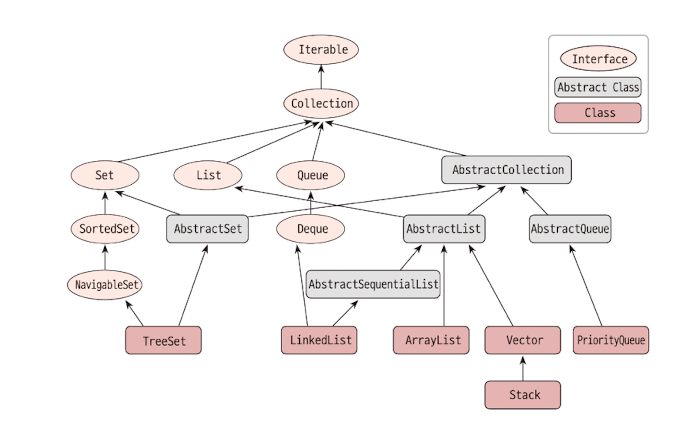 Iterable
Interface
Abstract Class
Collection
Class
Set
List
Queue
AbstractCollection
SortedSet
AbstractSet
Deque
AbstractList
AbstractQueue
NavigableSet
AbstractSequentialList
TreeSet
LinkedList
ArrayList
Vector
PriorityQueue
Stack